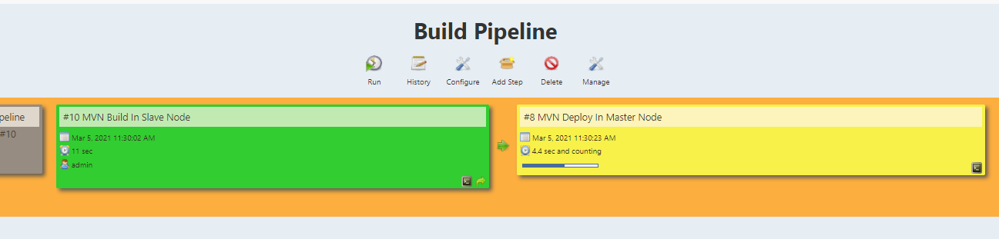 Build Pipeline
Run
History
Configure
Add Step
Delete
Manage
peline
#10
#10 MVN Build In Slave Node
Mar 5, 2021 11:30:02 AM
11 sec
admin
#8 MVN Deploy In Master Node
Mar 5, 2021 11:30:23 AM
4.4 sec and counting